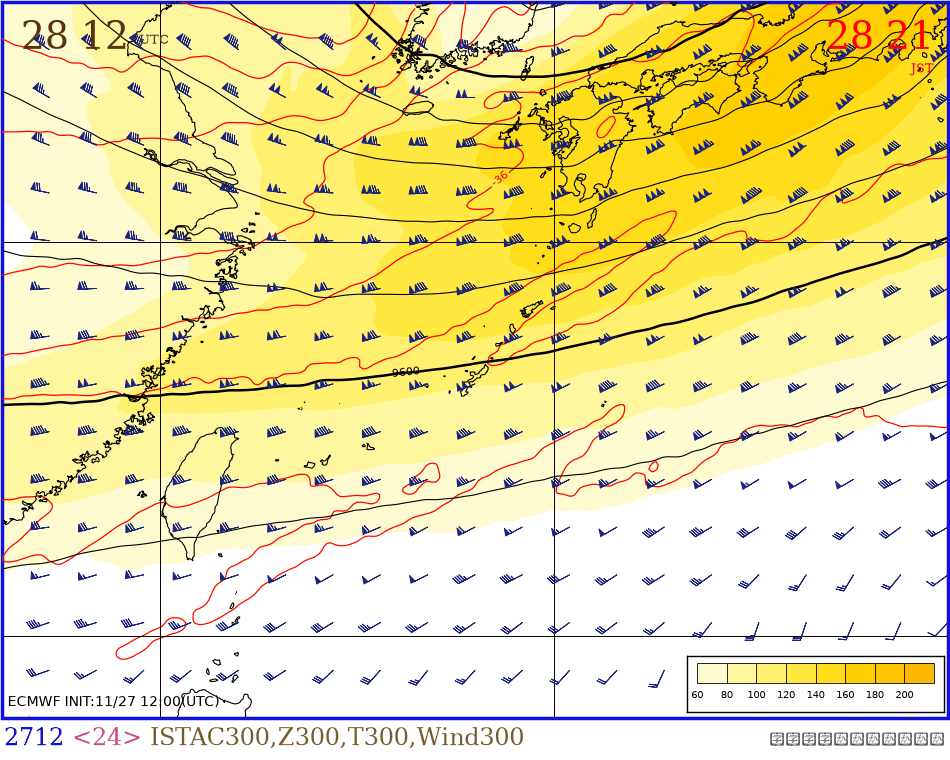 28 12 UTC
28 21
JST
-36
9600
60 80 100 120 140 160 180 200
ECMWF INIT:11/27 12:00(UTC)
2712 <24> ISTAC300,Z300,T300,Wind300